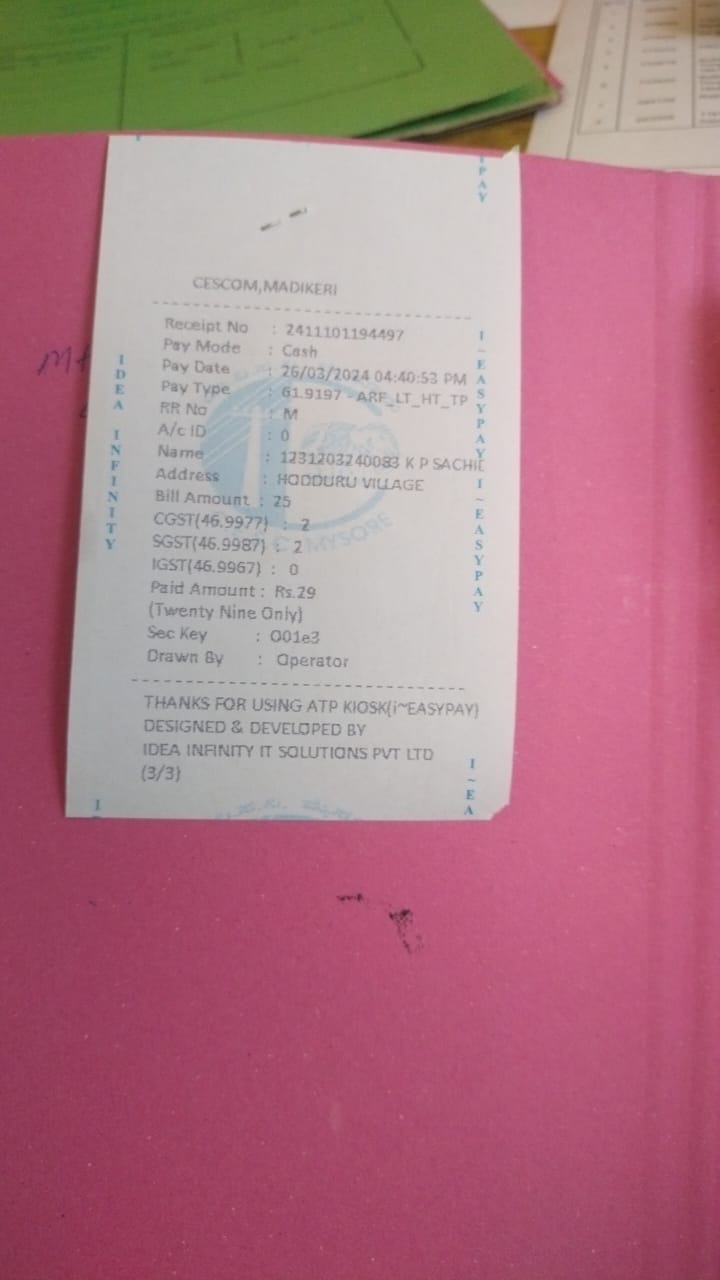 CESCOM,MADIKERI
Receipt No : 2411101194497
Pay Mode : Cash
Pay Date : 26/03/2024 04:40:53 PM
Pay Type : 61.9197 - ARF_LT_HT_TP
RR No : M
A/c ID : 0
Name : 1231203240083 K P SACHIE
Address : HODDURU VILLAGE
Bill Amount : 25
CGST(46.9977) : 2
SGST(46.9987) : 2
IGST(46.9967) : 0
Paid Amount : Rs.29
(Twenty Nine Only)
Sec Key : 001e3
Drawn By : Operator
THANKS FOR USING ATP KIOSK(i~EASYPAY)
DESIGNED & DEVELOPED BY
IDEA INFINITY IT SOLUTIONS PVT LTD
(3/3)
IDEA INFINITY
PAY
I~EASYPAY I~EASYPAY
I~EA
MYSORE